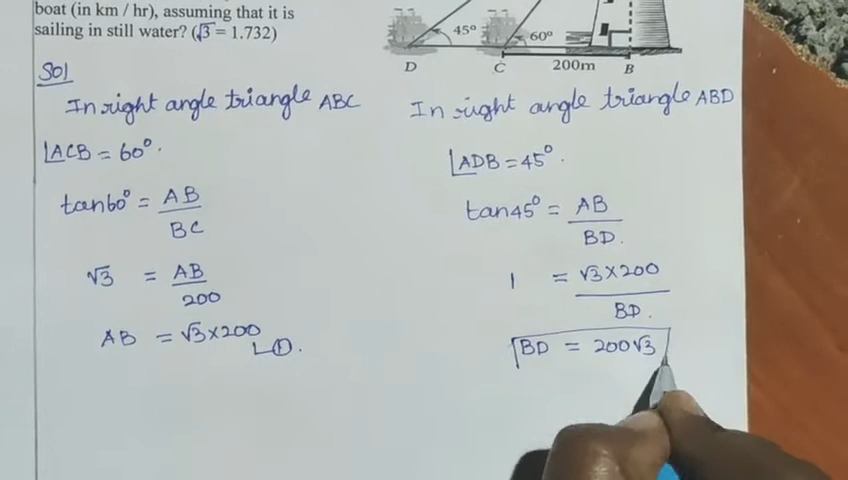 boat (in km / hr), assuming that it is
sailing in still water? (√3 = 1.732)
45°
60°
D
C
200m
B
Sol
In right angle triangle ABC
∠ACB = 60°.
tan60° = AB / BC
√3 = AB / 200
AB = √3 × 200
①.
In right angle triangle ABD
∠ADB = 45°.
tan45° = AB / BD.
1 = √3 × 200 / BD.
BD = 200√3